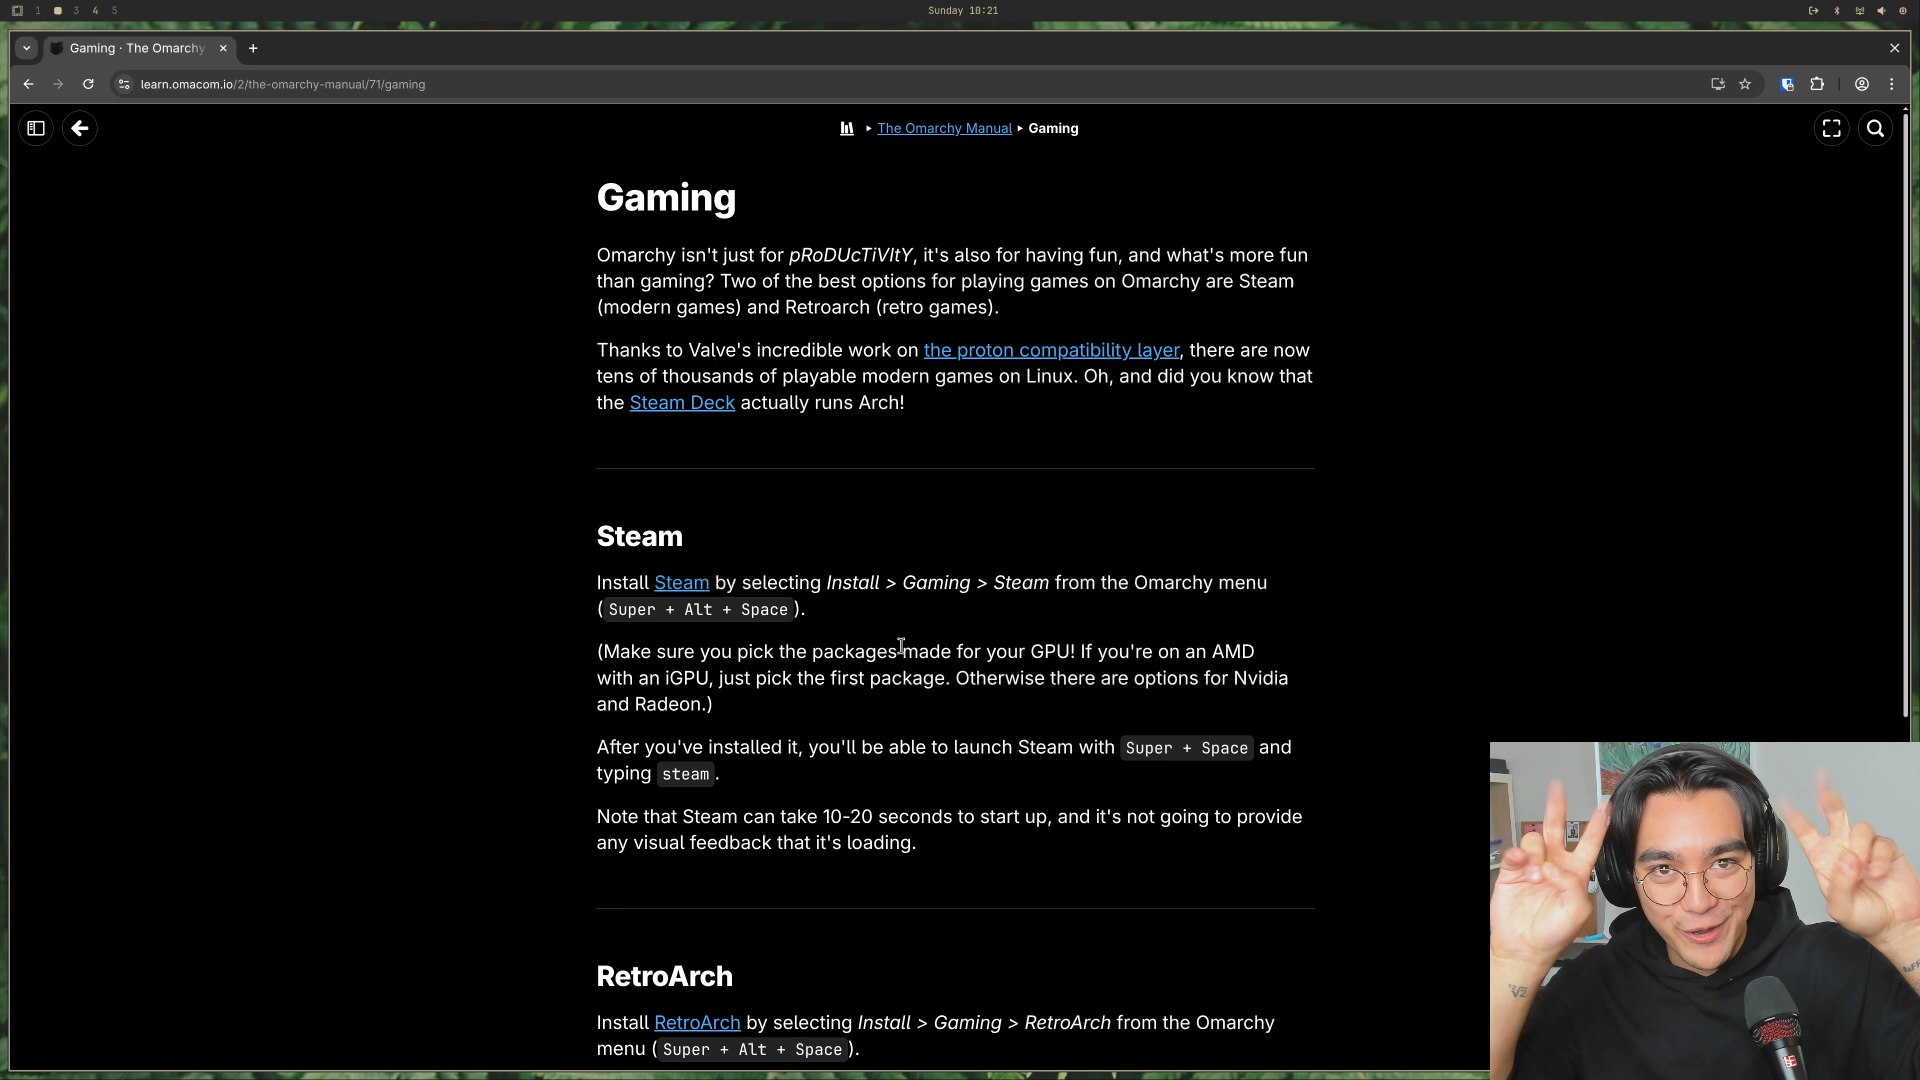 1 3 4 5
Sunday 10:21
Gaming · The Omarchy
learn.omacom.io/2/the-omarchy-manual/71/gaming
The Omarchy Manual ▸ Gaming
Gaming
Omarchy isn't just for pRoDUcTiVItY, it's also for having fun, and what's more fun
than gaming? Two of the best options for playing games on Omarchy are Steam
(modern games) and Retroarch (retro games).
Thanks to Valve's incredible work on the proton compatibility layer, there are now
tens of thousands of playable modern games on Linux. Oh, and did you know that
the Steam Deck actually runs Arch!
Steam
Install Steam by selecting Install > Gaming > Steam from the Omarchy menu
(Super + Alt + Space).
(Make sure you pick the packages made for your GPU! If you're on an AMD
with an iGPU, just pick the first package. Otherwise there are options for Nvidia
and Radeon.)
After you've installed it, you'll be able to launch Steam with Super + Space and
typing steam.
Note that Steam can take 10-20 seconds to start up, and it's not going to provide
any visual feedback that it's loading.
RetroArch
Install RetroArch by selecting Install > Gaming > RetroArch from the Omarchy
menu (Super + Alt + Space).